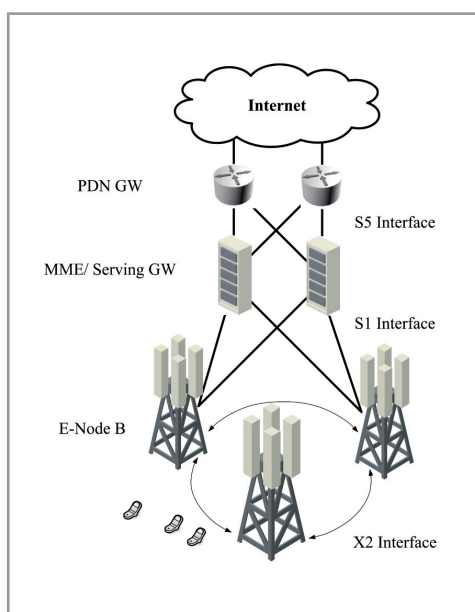 Internet
PDN GW
S5 Interface
MME/ Serving GW
S1 Interface
E-Node B
X2 Interface